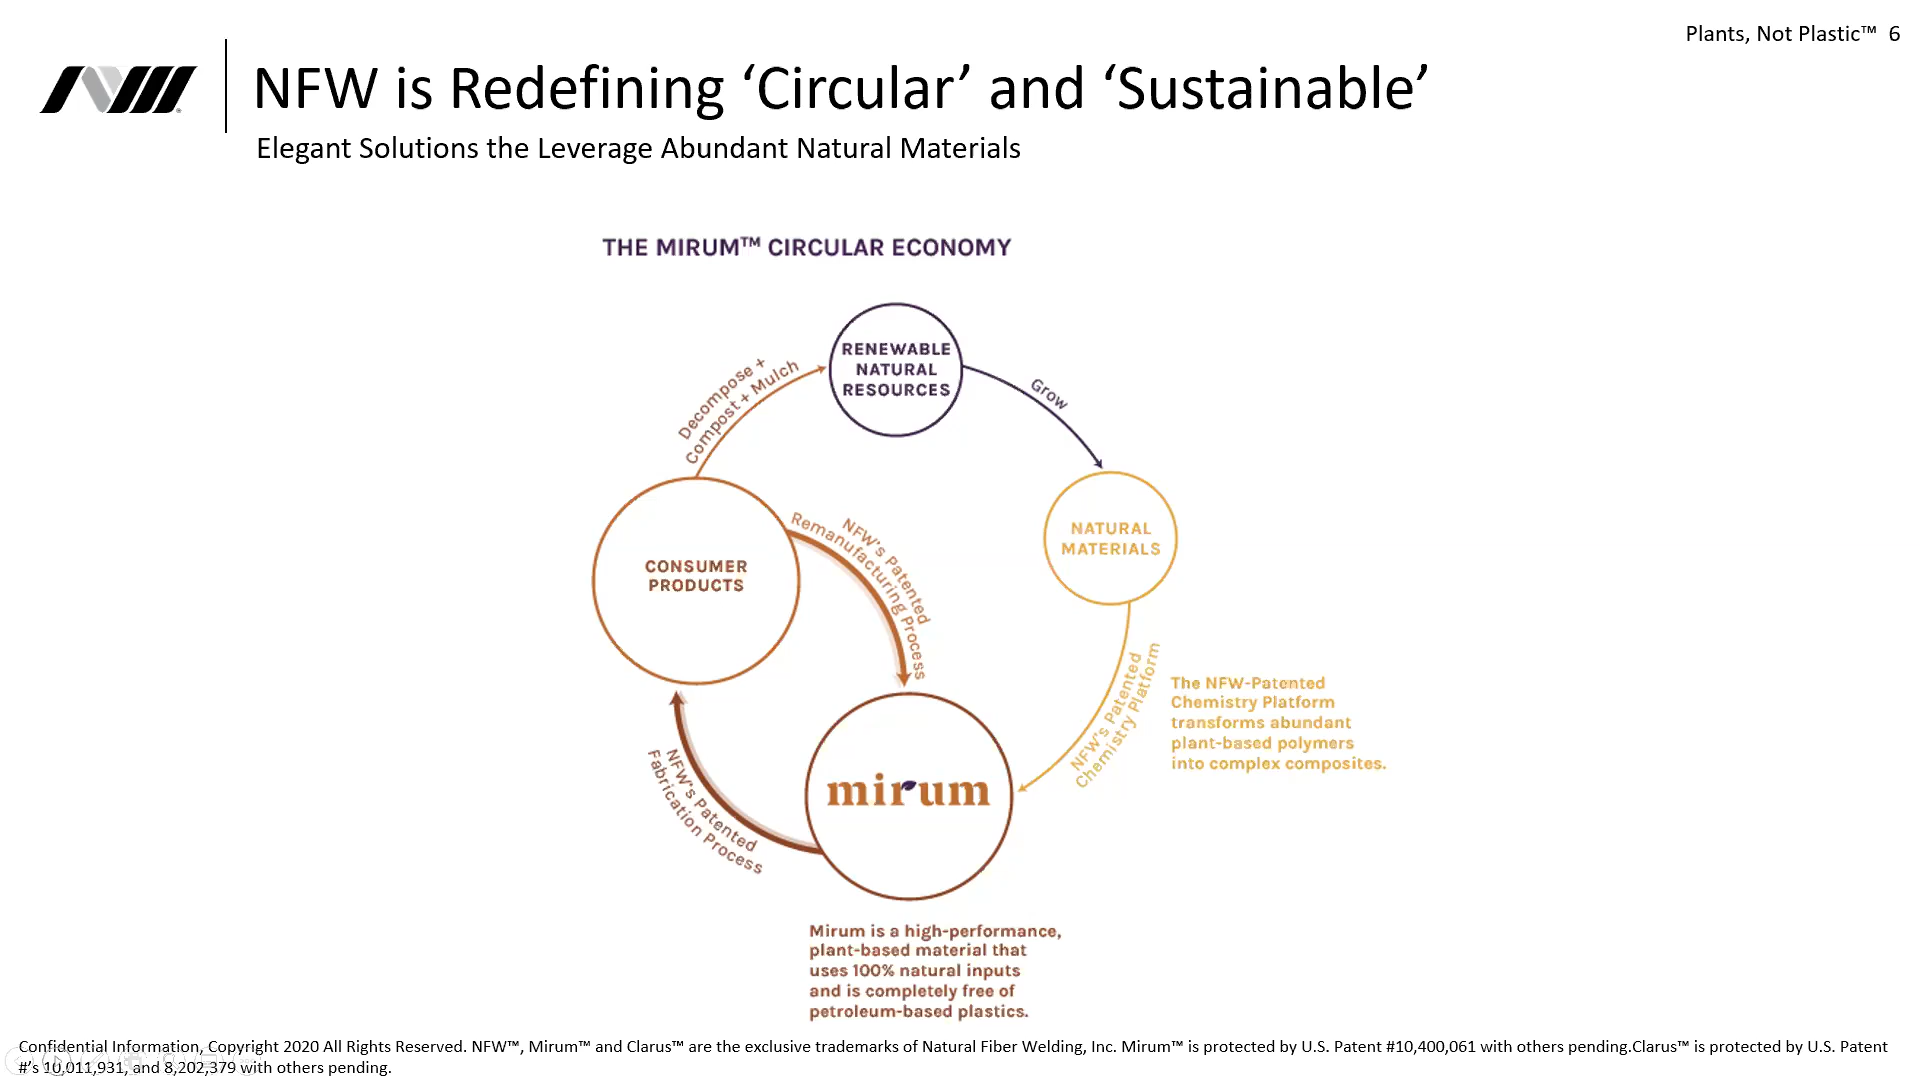 Plants, Not Plastic™ 6
NFW is Redefining ‘Circular’ and ‘Sustainable’
Elegant Solutions the Leverage Abundant Natural Materials
THE MIRUM™ CIRCULAR ECONOMY
RENEWABLE
NATURAL
RESOURCES
Decompose +
Compost + Mulch
Grow
NATURAL
MATERIALS
CONSUMER
PRODUCTS
NFW's Patented
Remanufacturing Process
NFW's Patented
Chemistry Platform
The NFW-Patented
Chemistry Platform
transforms abundant
plant-based polymers
into complex composites.
NFW's Patented
Fabrication Process
mirum
Mirum is a high-performance,
plant-based material that
uses 100% natural inputs
and is completely free of
petroleum-based plastics.
Confidential Information, Copyright 2020 All Rights Reserved. NFW™, Mirum™ and Clarus™ are the exclusive trademarks of Natural Fiber Welding, Inc. Mirum™ is protected by U.S. Patent #10,400,061 with others pending.Clarus™ is protected by U.S. Patent
#’s 10,011,931, and 8,202,379 with others pending.